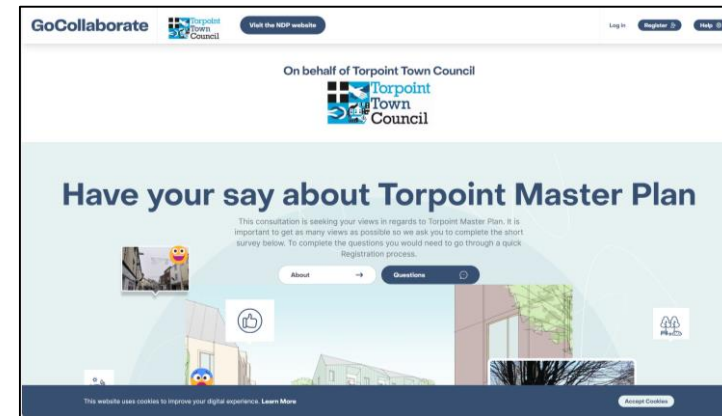 GoCollaborate
Torpoint
Town
Council
Visit the NDP website
Log in
Register
Help
On behalf of Torpoint Town Council
Torpoint
Town
Council
Have your say about Torpoint Master Plan
This consultation is seeking your views in regards to Torpoint Master Plan. It is
important to get as many views as possible so we ask you to complete the short
survey below. To complete the questions you would need to go through a quick
Registration process.
About
Questions
This website uses cookies to improve your digital experience. Learn More
Accept Cookies